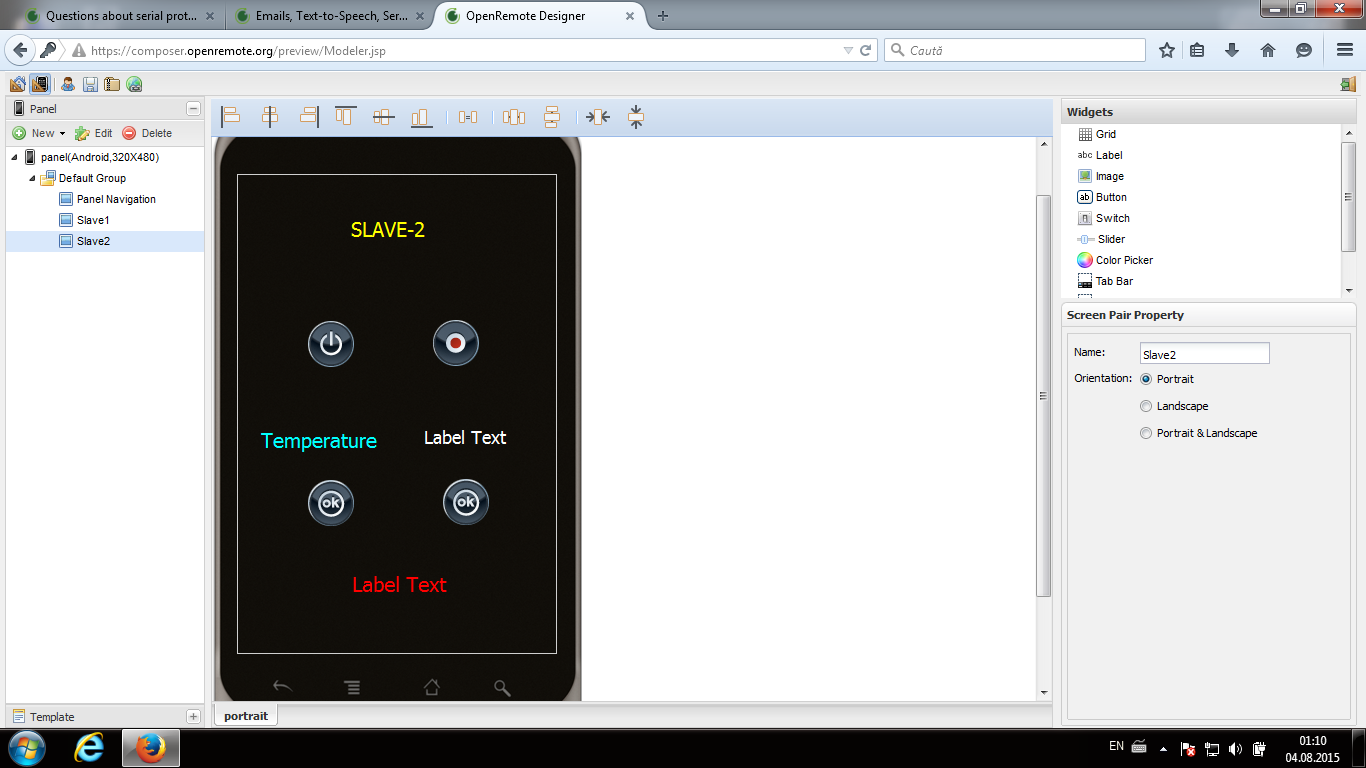 Questions about serial prot...
Emails, Text-to-Speech, Ser...
OpenRemote Designer
https://composer.openremote.org/preview/Modeler.jsp
Caută
Panel
New
Edit
Delete
panel(Android,320X480)
Default Group
Panel Navigation
Slave1
Slave2
Template
SLAVE-2
Temperature
Label Text
ok
ok
Label Text
portrait
Widgets
Grid
abc Label
Image
ab Button
Switch
Slider
Color Picker
Tab Bar
Screen Pair Property
Name: Slave2
Orientation: Portrait
Landscape
Portrait & Landscape
EN
01:10
04.08.2015